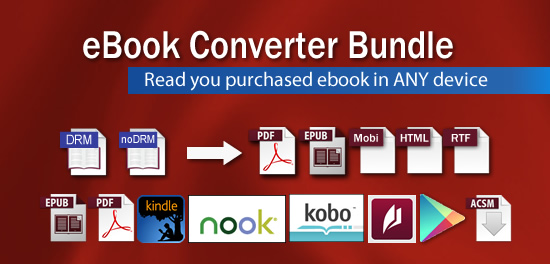 eBook Converter Bundle
Read you purchased ebook in ANY device
DRM noDRM PDF EPUB Mobi HTML RTF
EPUB PDF kindle nook kobo ACSM